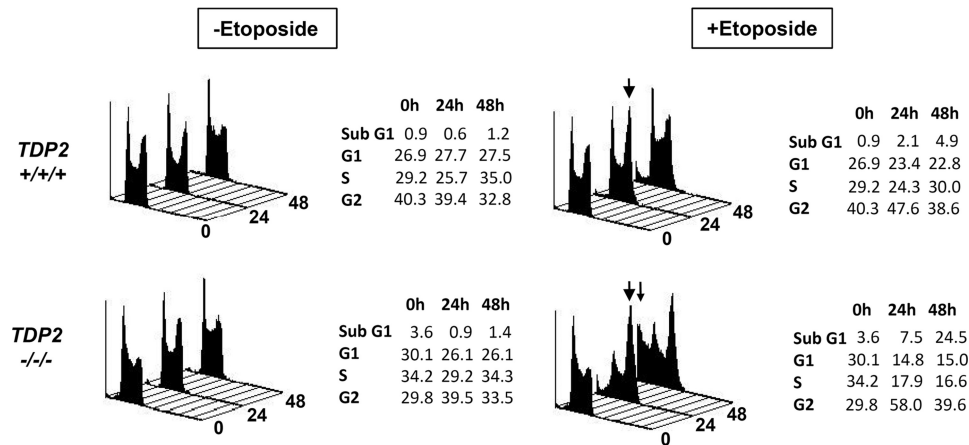 -Etoposide
+Etoposide
TDP2
+/+/+
0
24
48
0h 24h 48h
Sub G1 0.9 0.6 1.2
G1 26.9 27.7 27.5
S 29.2 25.7 35.0
G2 40.3 39.4 32.8
0
24
48
0h 24h 48h
Sub G1 0.9 2.1 4.9
G1 26.9 23.4 22.8
S 29.2 24.3 30.0
G2 40.3 47.6 38.6
TDP2
-/-/-
0
24
48
0h 24h 48h
Sub G1 3.6 0.9 1.4
G1 30.1 26.1 26.1
S 34.2 29.2 34.3
G2 29.8 39.5 33.5
0
24
48
0h 24h 48h
Sub G1 3.6 7.5 24.5
G1 30.1 14.8 15.0
S 34.2 17.9 16.6
G2 29.8 58.0 39.6